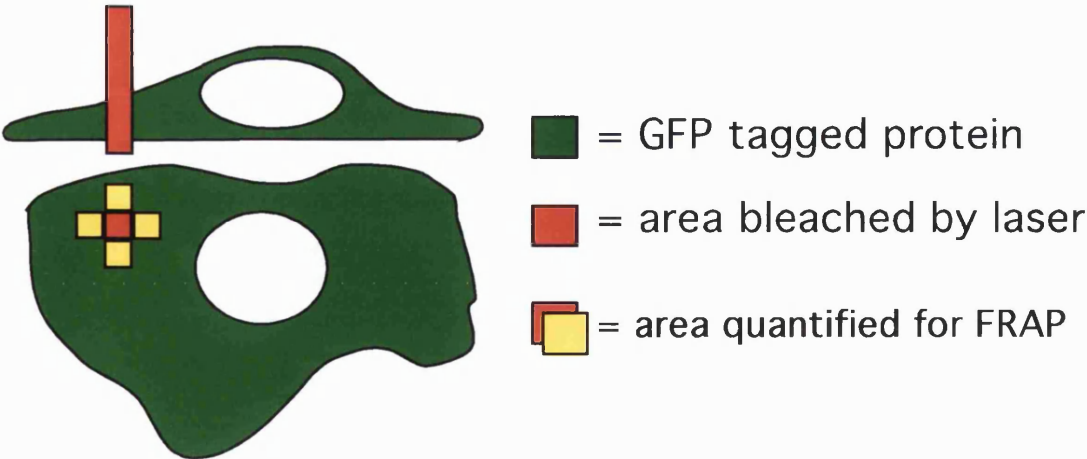 = GFP tagged protein
= area bleached by laser
= area quantified for FRAP